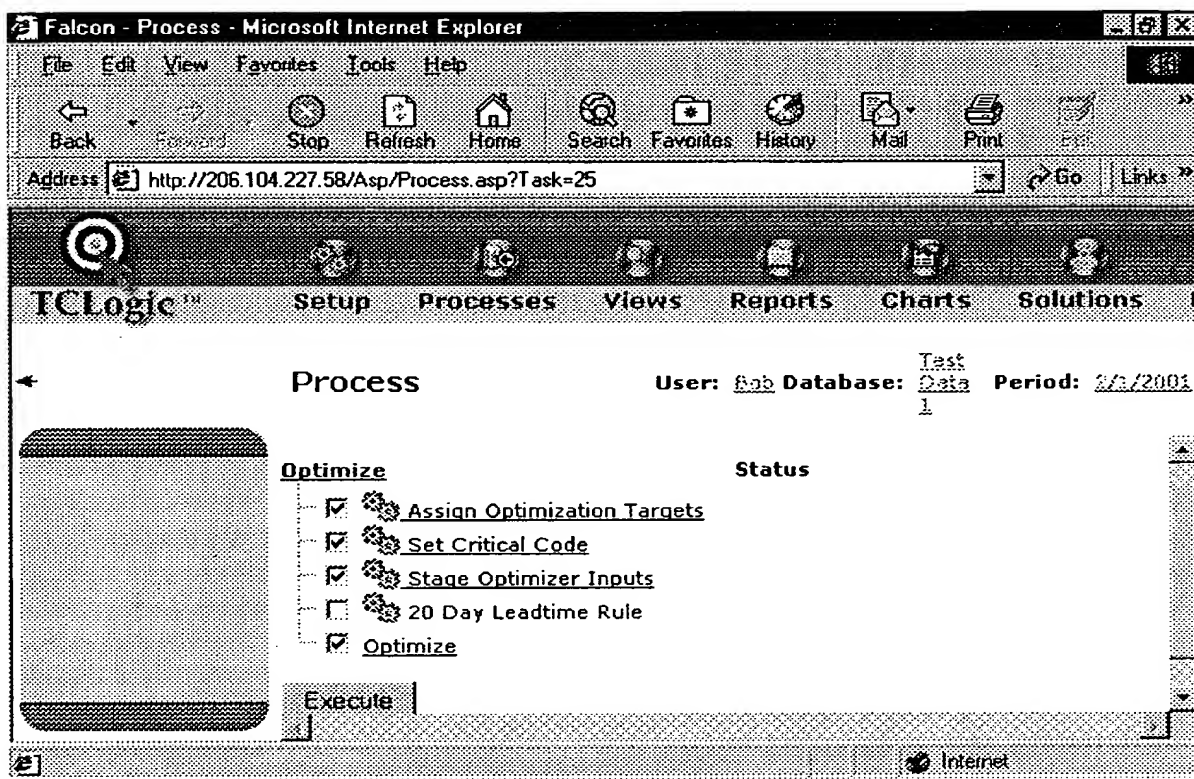 Falcon - Process - Microsoft Internet Explorer
File Edit View Favorites Tools Help
Back Forward Stop Refresh Home Search Favorites History Mail Print Edit
Address http://206.104.227.58/Asp/Process.asp?Task=25 Go Links »
TCLogic™ Setup Processes Views Reports Charts Solutions
Process User: Bob Database: Test Data 1 Period: 2/1/2001
Optimize Status
Assign Optimization Targets
Set Critical Code
Stage Optimizer Inputs
20 Day Leadtime Rule
Optimize
Execute
Internet